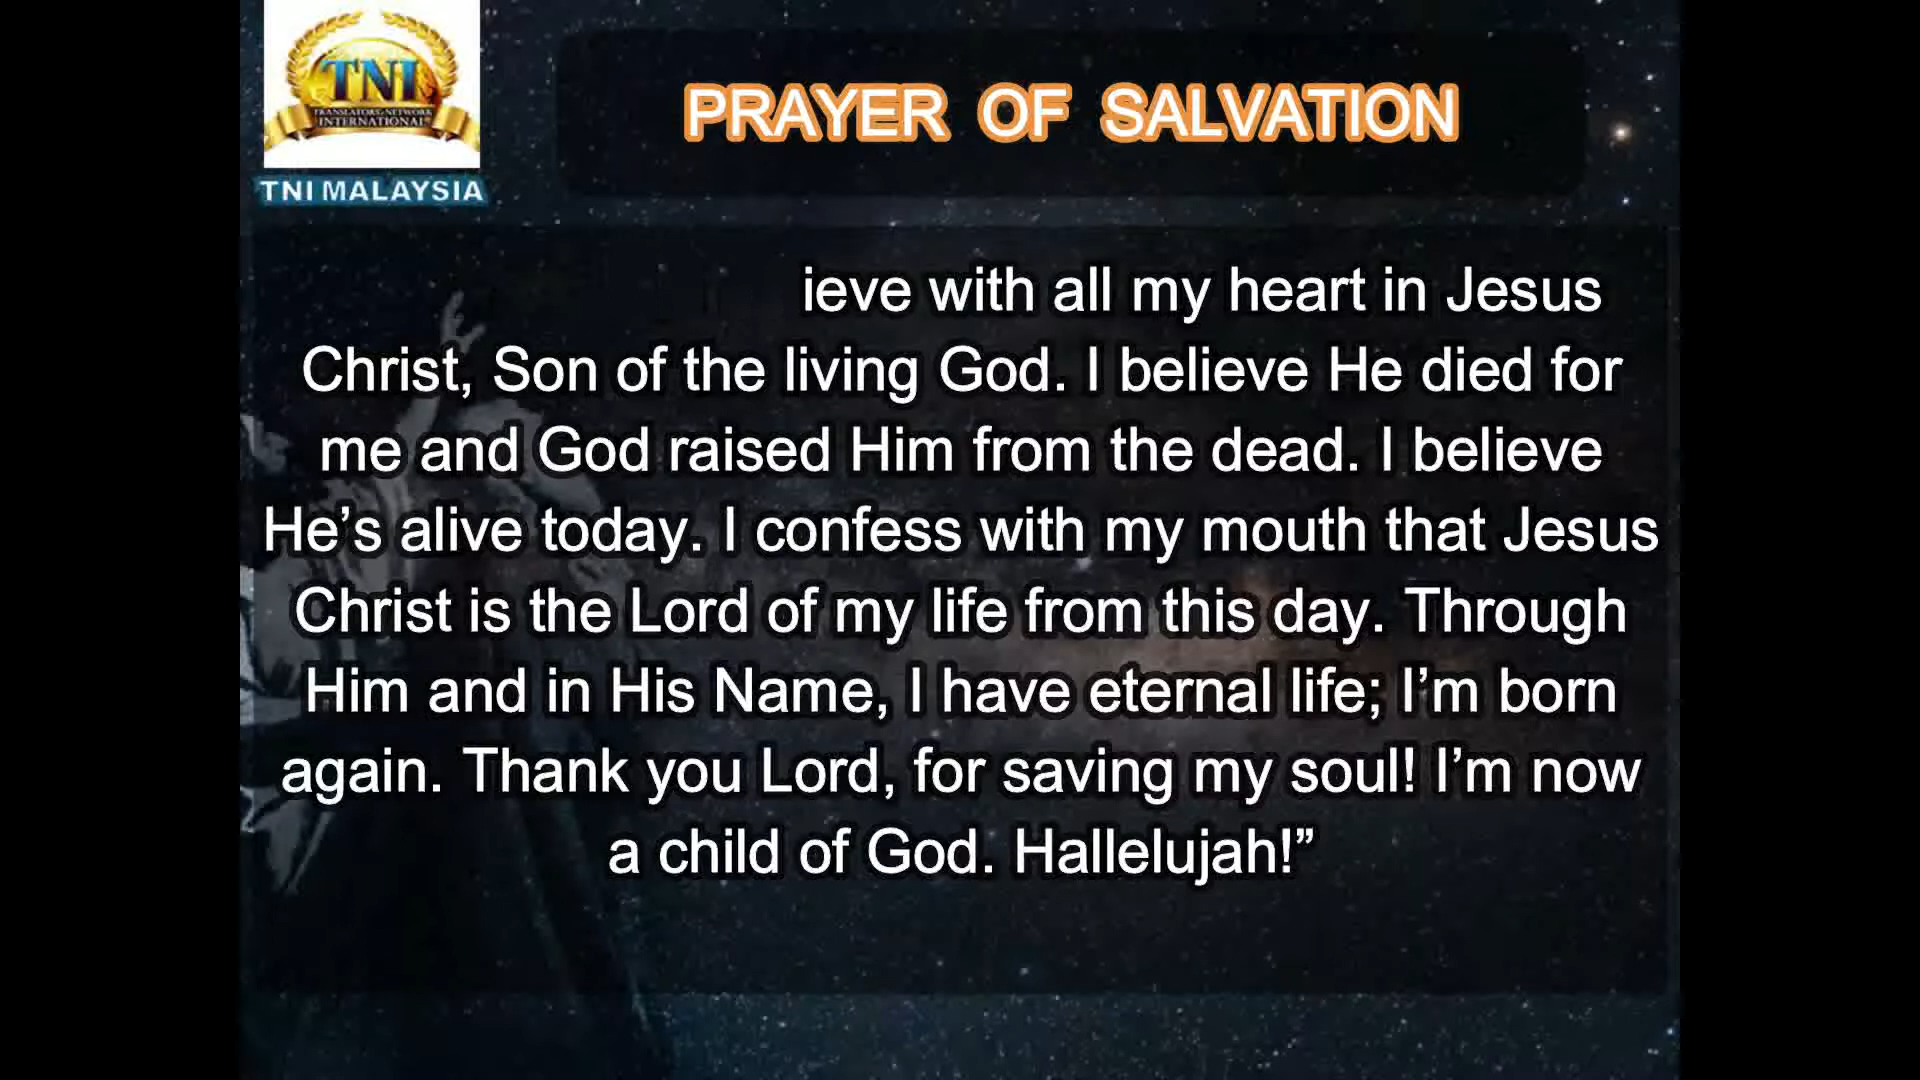 TNI
TRANSLATORS NETWORK
INTERNATIONAL
TNI MALAYSIA
PRAYER OF SALVATION
ieve with all my heart in Jesus
Christ, Son of the living God. I believe He died for
me and God raised Him from the dead. I believe
He’s alive today. I confess with my mouth that Jesus
Christ is the Lord of my life from this day. Through
Him and in His Name, I have eternal life; I’m born
again. Thank you Lord, for saving my soul! I’m now
a child of God. Hallelujah!”